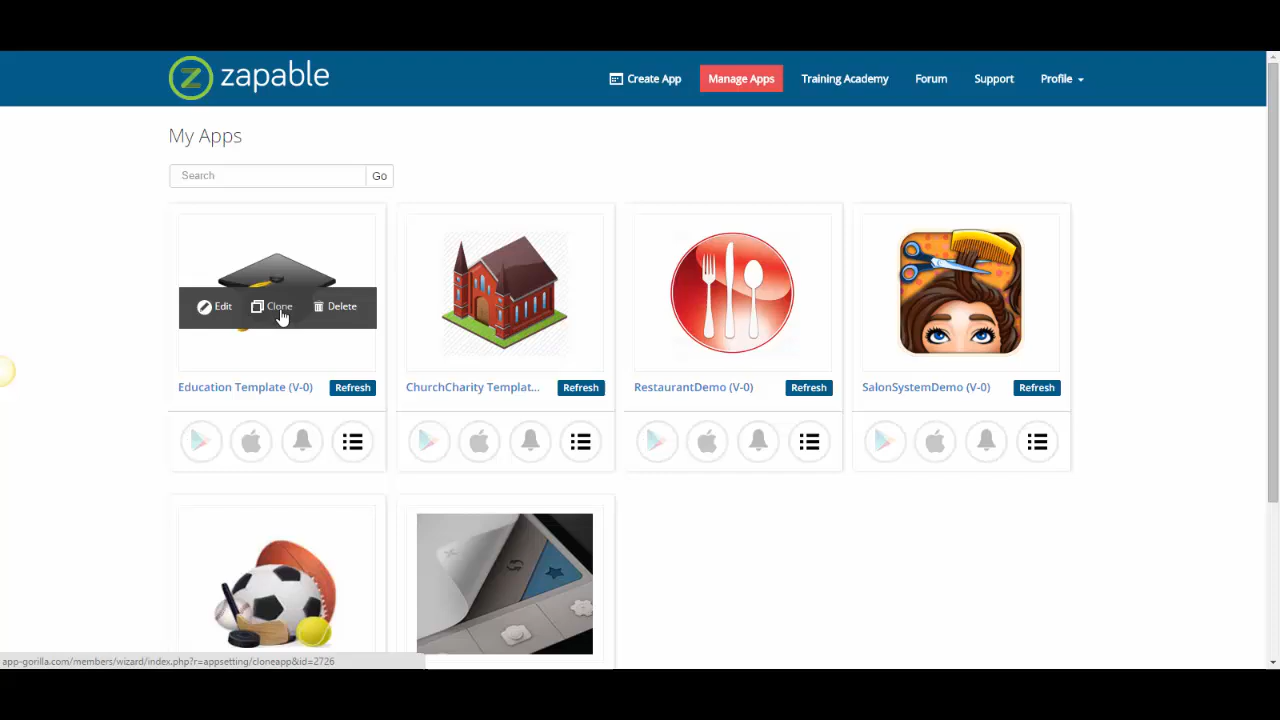 zapable
Create App Manage Apps Training Academy Forum Support Profile
My Apps
Search Go
Edit Clone Delete
Education Template (V-0) Refresh ChurchCharity Templat... Refresh RestaurantDemo (V-0) Refresh SalonSystemDemo (V-0) Refresh
app-gorilla.com/members/wizard/index.php?r=appsetting/cloneapp&id=2726